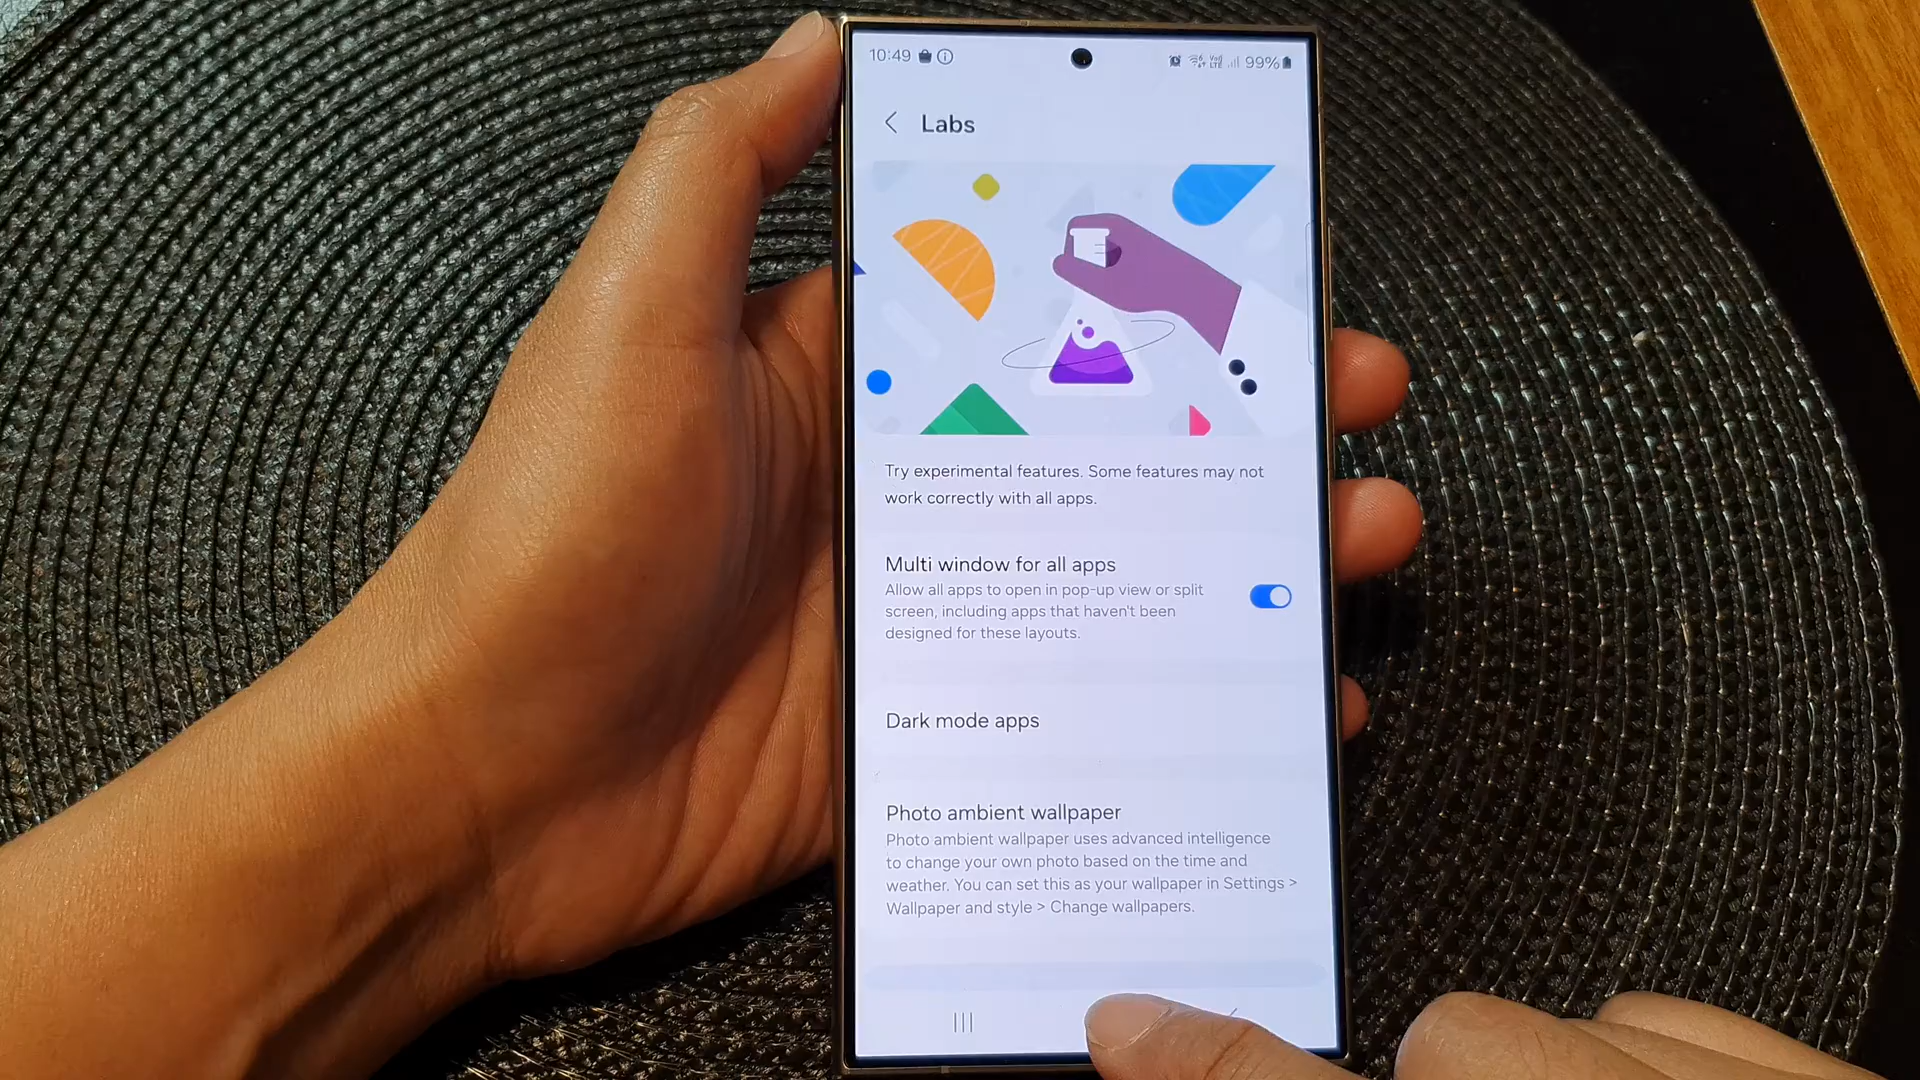 10:49
VoJ
LTE
99%
Labs
Try experimental features. Some features may not
work correctly with all apps.
Multi window for all apps
Allow all apps to open in pop-up view or split
screen, including apps that haven't been
designed for these layouts.
Dark mode apps
Photo ambient wallpaper
Photo ambient wallpaper uses advanced intelligence
to change your own photo based on the time and
weather. You can set this as your wallpaper in Settings >
Wallpaper and style > Change wallpapers.